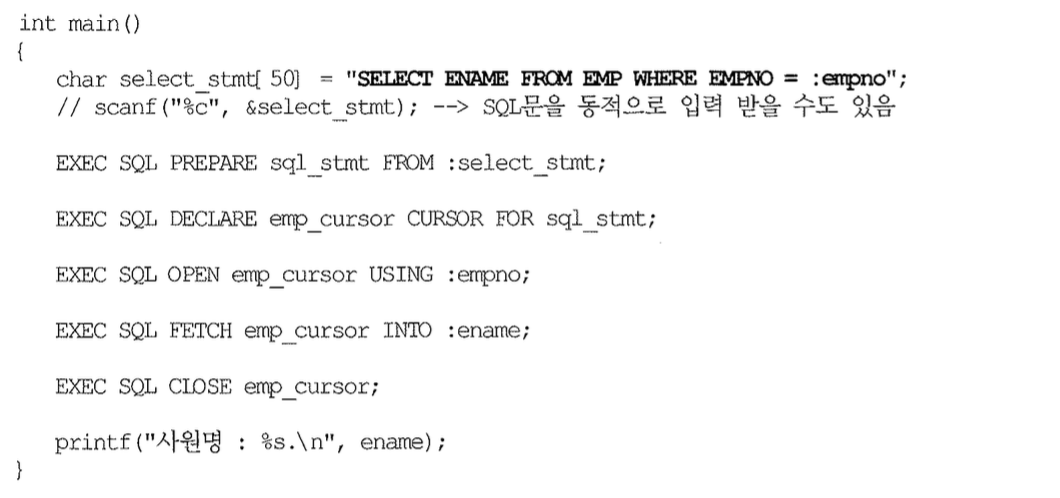 int main()
{
char select_stmt[50] = "SELECT ENAME FROM EMP WHERE EMPNO = :empno";
// scanf("%c", &select_stmt); --> SQL문을 동적으로 입력 받을 수도 있음
EXEC SQL PREPARE sql_stmt FROM :select_stmt;
EXEC SQL DECLARE emp_cursor CURSOR FOR sql_stmt;
EXEC SQL OPEN emp_cursor USING :empno;
EXEC SQL FETCH emp_cursor INTO :ename;
EXEC SQL CLOSE emp_cursor;
printf("사원명 : %s.\n", ename);
}